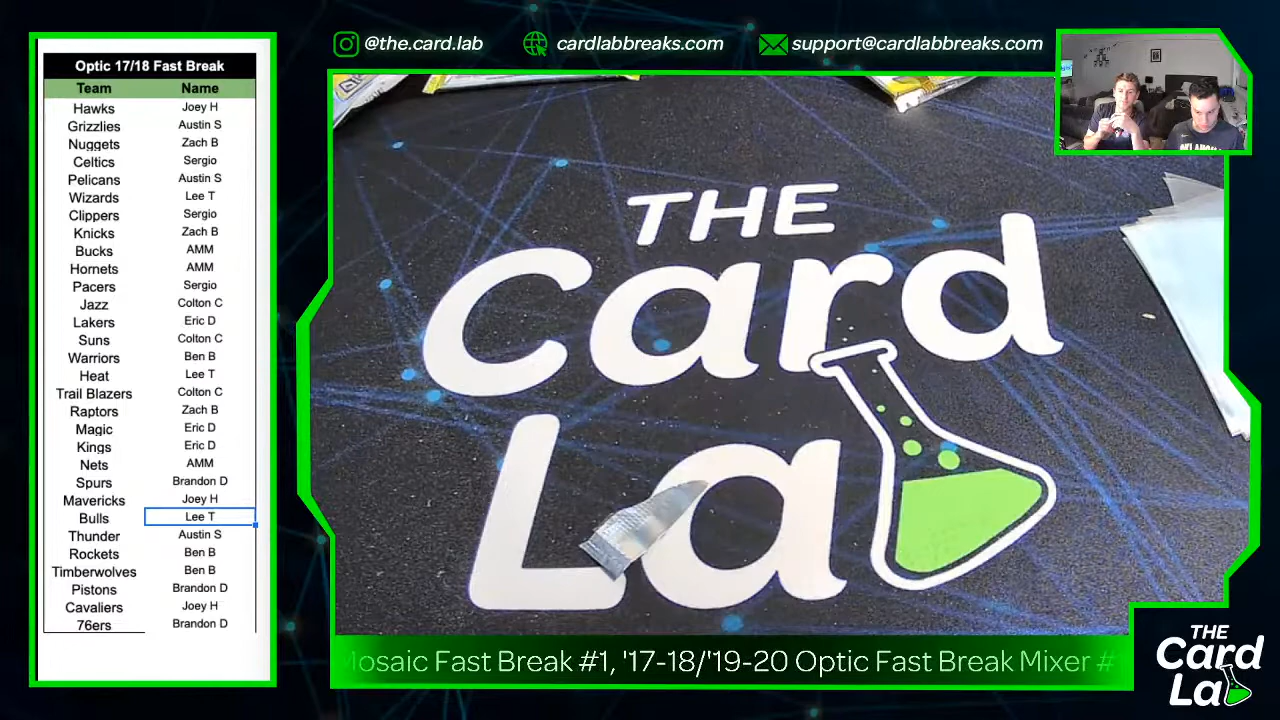 @the.card.lab
cardlabbreaks.com
support@cardlabbreaks.com
Optic 17/18 Fast Break
Team Name
Hawks Joey H
Grizzlies Austin S
Nuggets Zach B
Celtics Sergio
Pelicans Austin S
Wizards Lee T
Clippers Sergio
Knicks Zach B
Bucks AMM
Hornets AMM
Pacers Sergio
Jazz Colton C
Lakers Eric D
Suns Colton C
Warriors Ben B
Heat Lee T
Trail Blazers Colton C
Raptors Zach B
Magic Eric D
Kings Eric D
Nets AMM
Spurs Brandon D
Mavericks Joey H
Bulls Lee T
Thunder Austin S
Rockets Ben B
Timberwolves Ben B
Pistons Brandon D
Cavaliers Joey H
76ers Brandon D
THE
Card
La
Mosaic Fast Break #1, '17-18/'19-20 Optic Fast Break Mixer #
THE
Card
La